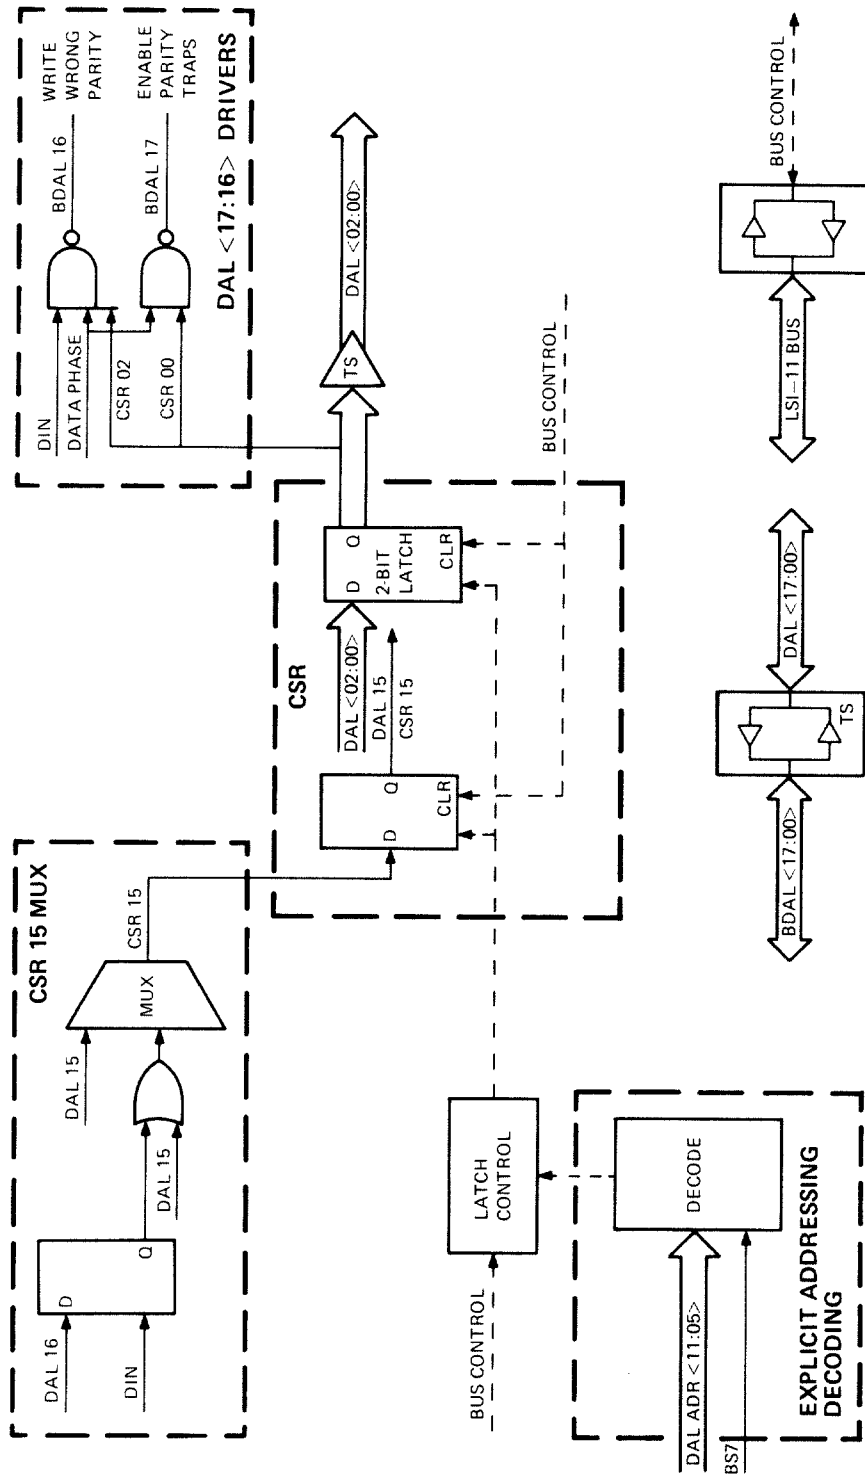 CSR 15 MUX
DAL 16
DIN
D
Q
DAL 15
DAL 15
MUX
CSR 15
DIN
DATA PHASE
CSR 02
CSR 00
BDAL 16
BDAL 17
WRITE
WRONG
PARITY
ENABLE
PARITY
TRAPS
DAL <17:16> DRIVERS
CSR
D
Q
CLR
DAL <02:00>
DAL 15
CSR 15
D
Q
2-BIT
LATCH
CLR
TS
DAL <02:00>
BUS CONTROL
BUS CONTROL
LATCH
CONTROL
DECODE
DAL ADR <11:05>
BS7
EXPLICIT ADDRESSING
DECODING
BDAL <17:00>
TS
DAL <17:00>
LSI-11 BUS
BUS CONTROL